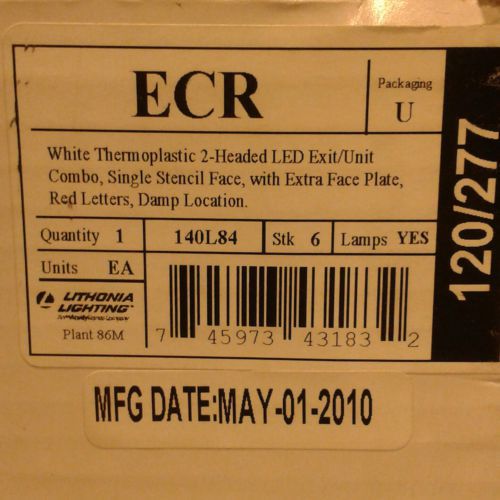 ECR
Packaging
U
White Thermoplastic 2-Headed LED Exit/Unit
Combo, Single Stencil Face, with Extra Face Plate,
Red Letters, Damp Location.
Quantity 1 140L84 Stk 6 Lamps YES
Units EA
LITHONIA
LIGHTING
Plant 86M
7 45973 43183 2
120/277
MFG DATE:MAY-01-2010